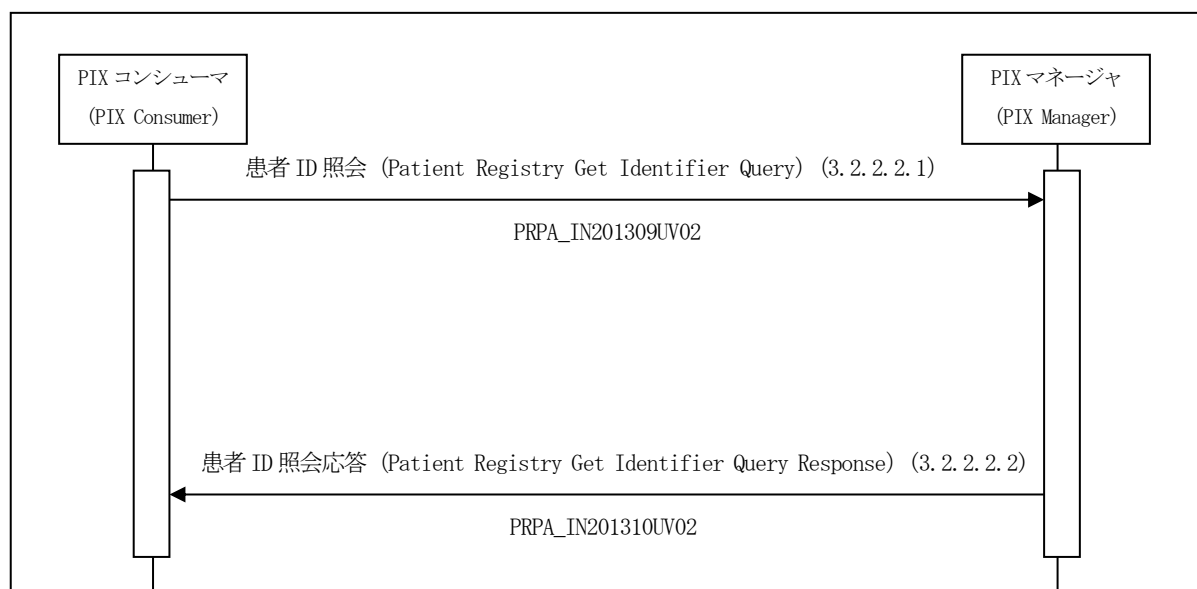 PIX コンシューマ
(PIX Consumer)
PIX マネージャ
(PIX Manager)
患者 ID 照会 (Patient Registry Get Identifier Query) (3.2.2.2.1)
PRPA_IN201309UV02
患者 ID 照会応答 (Patient Registry Get Identifier Query Response) (3.2.2.2.2)
PRPA_IN201310UV02